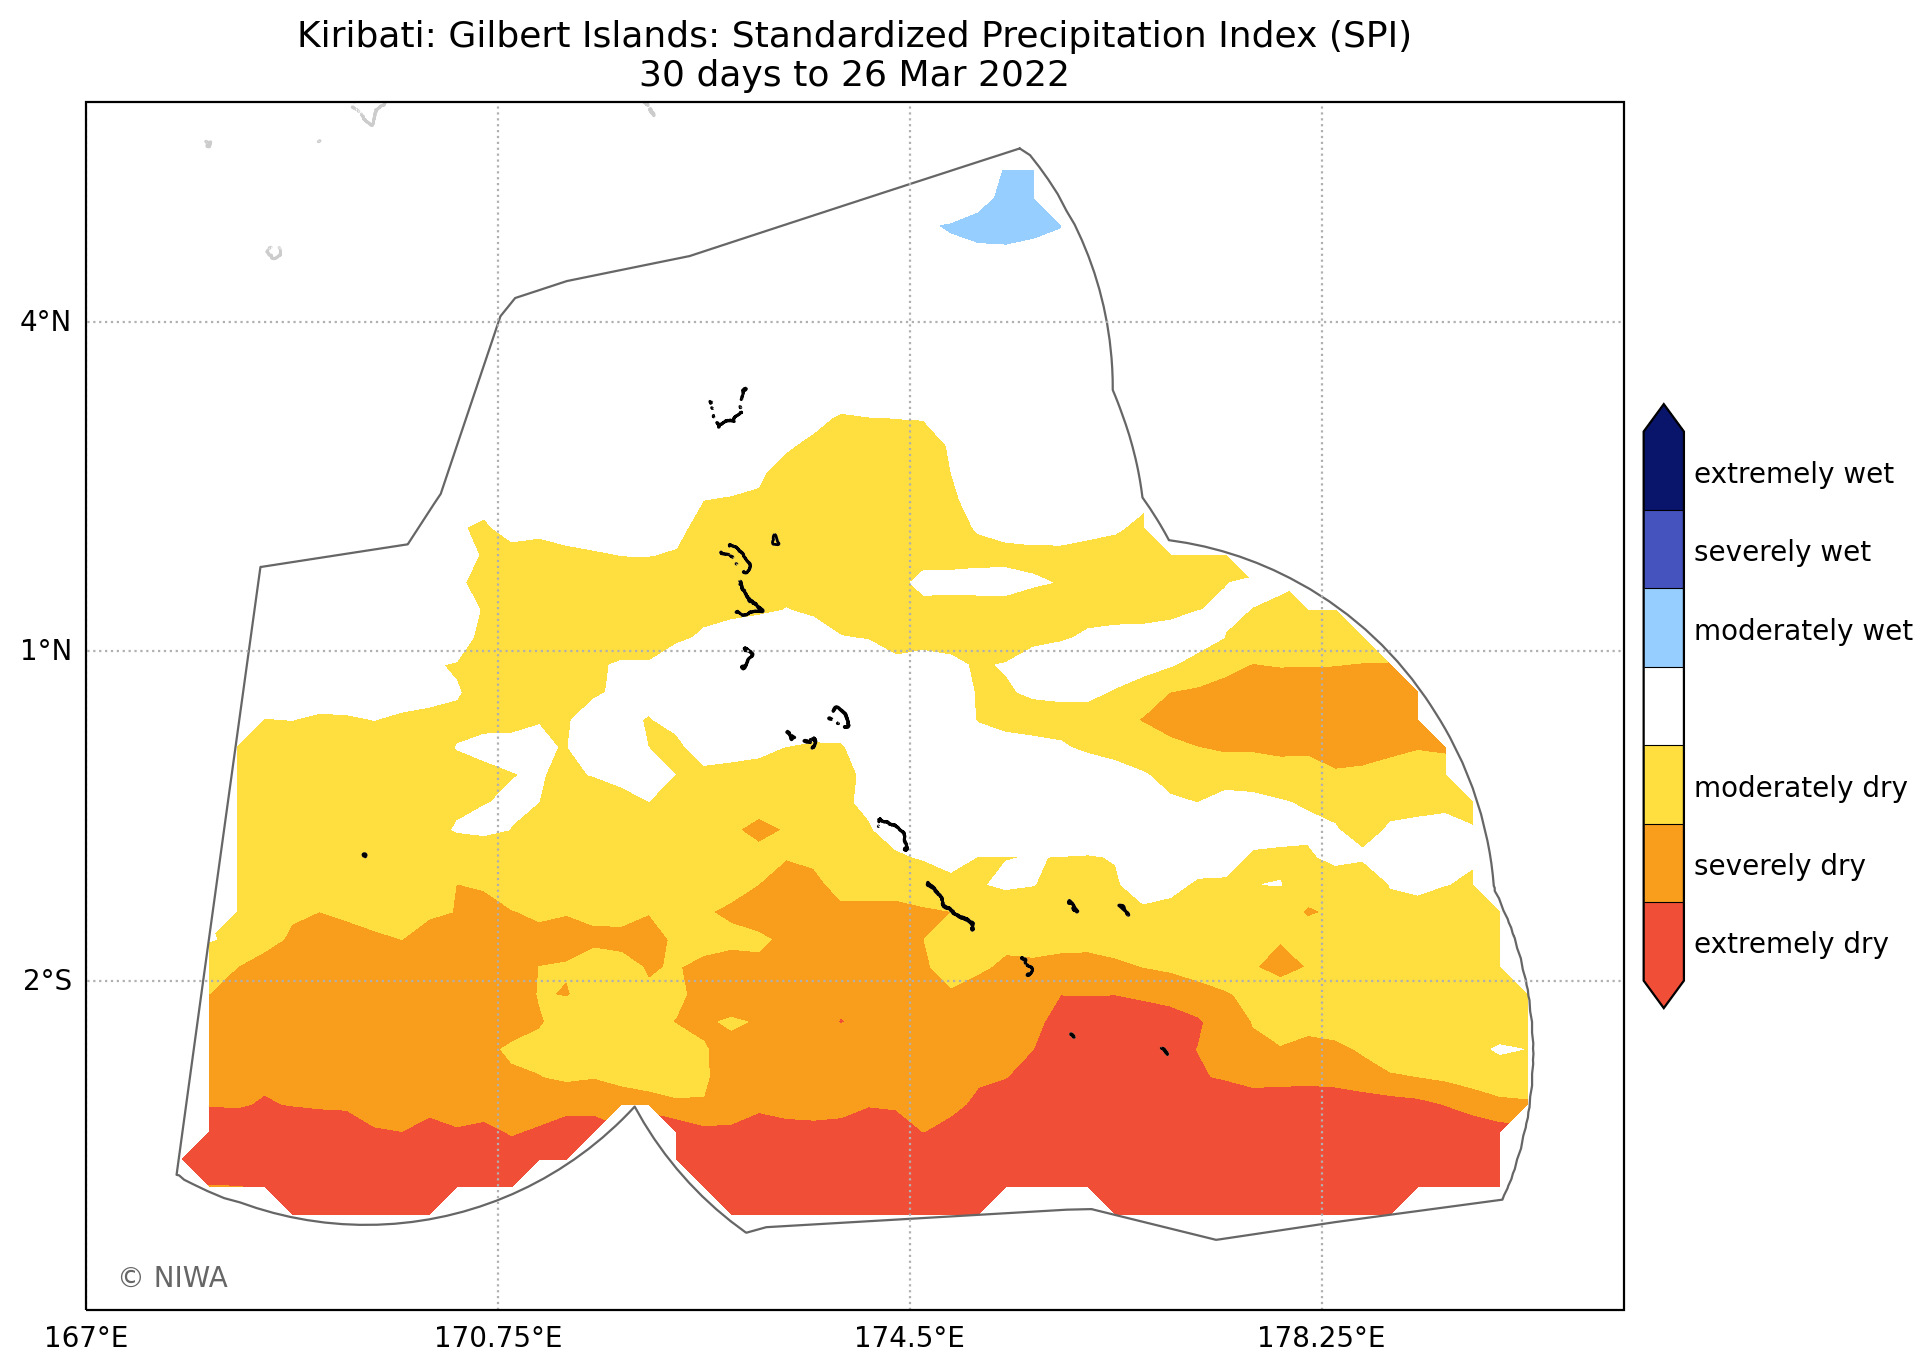 Kiribati: Gilbert Islands: Standardized Precipitation Index (SPI)
30 days to 26 Mar 2022
4°N
1°N
2°S
167°E
170.75°E
174.5°E
178.25°E
extremely wet
severely wet
moderately wet
moderately dry
severely dry
extremely dry
© NIWA